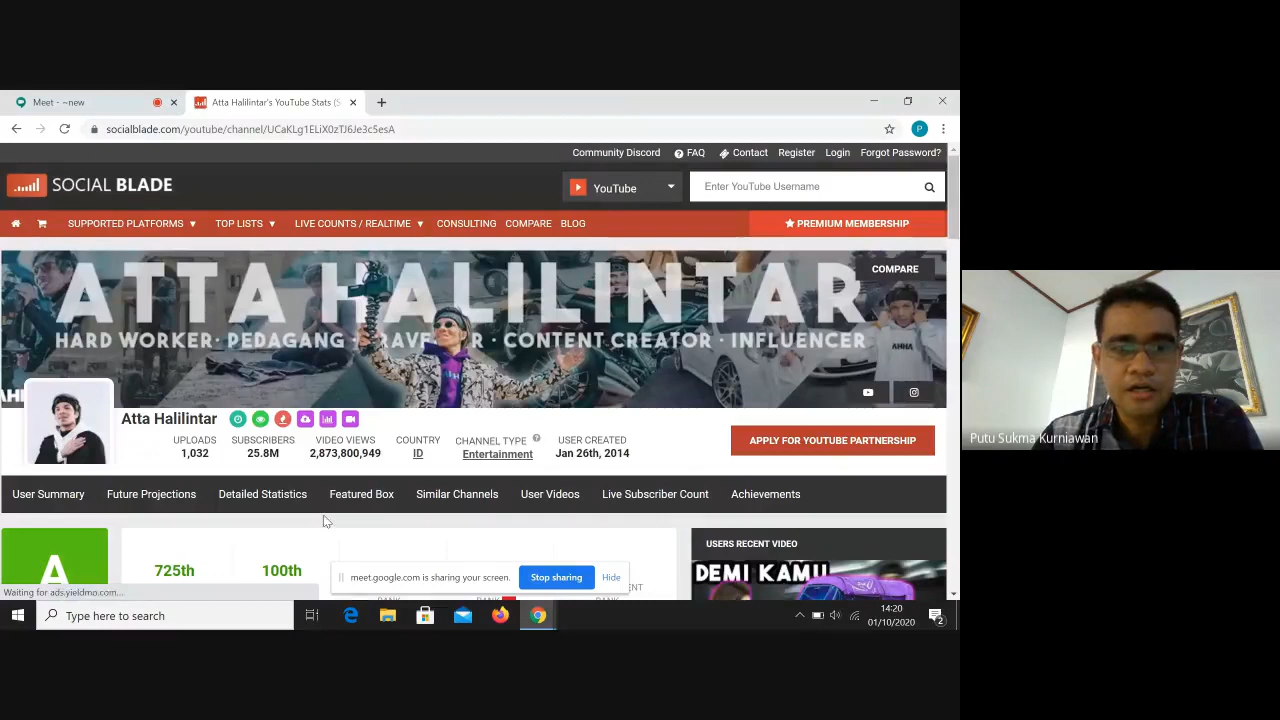 Meet - ~new
Atta Halilintar's YouTube Stats (S
socialblade.com/youtube/channel/UCaKLg1ELiX0zTJ6Je3c5esA
P
Community Discord FAQ Contact Register Login Forgot Password?
SOCIAL BLADE
YouTube
Enter YouTube Username
SUPPORTED PLATFORMS TOP LISTS LIVE COUNTS / REALTIME CONSULTING COMPARE BLOG PREMIUM MEMBERSHIP
COMPARE
ATTA HALILINTAR
HARD WORKER· PEDAGANG · CONTENT CREATOR · INFLUENCER
AHHA
Atta Halilintar
UPLOADS SUBSCRIBERS VIDEO VIEWS COUNTRY CHANNEL TYPE USER CREATED
1,032 25.8M 2,873,800,949 ID Entertainment Jan 26th, 2014
APPLY FOR YOUTUBE PARTNERSHIP
User Summary Future Projections Detailed Statistics Featured Box Similar Channels User Videos Live Subscriber Count Achievements
A
725th 100th
USERS RECENT VIDEO
DEMI KAMU
meet.google.com is sharing your screen. Stop sharing Hide
Waiting for ads.yieldmo.com...
Type here to search
14:20
01/10/2020
2
Putu Sukma Kurniawan